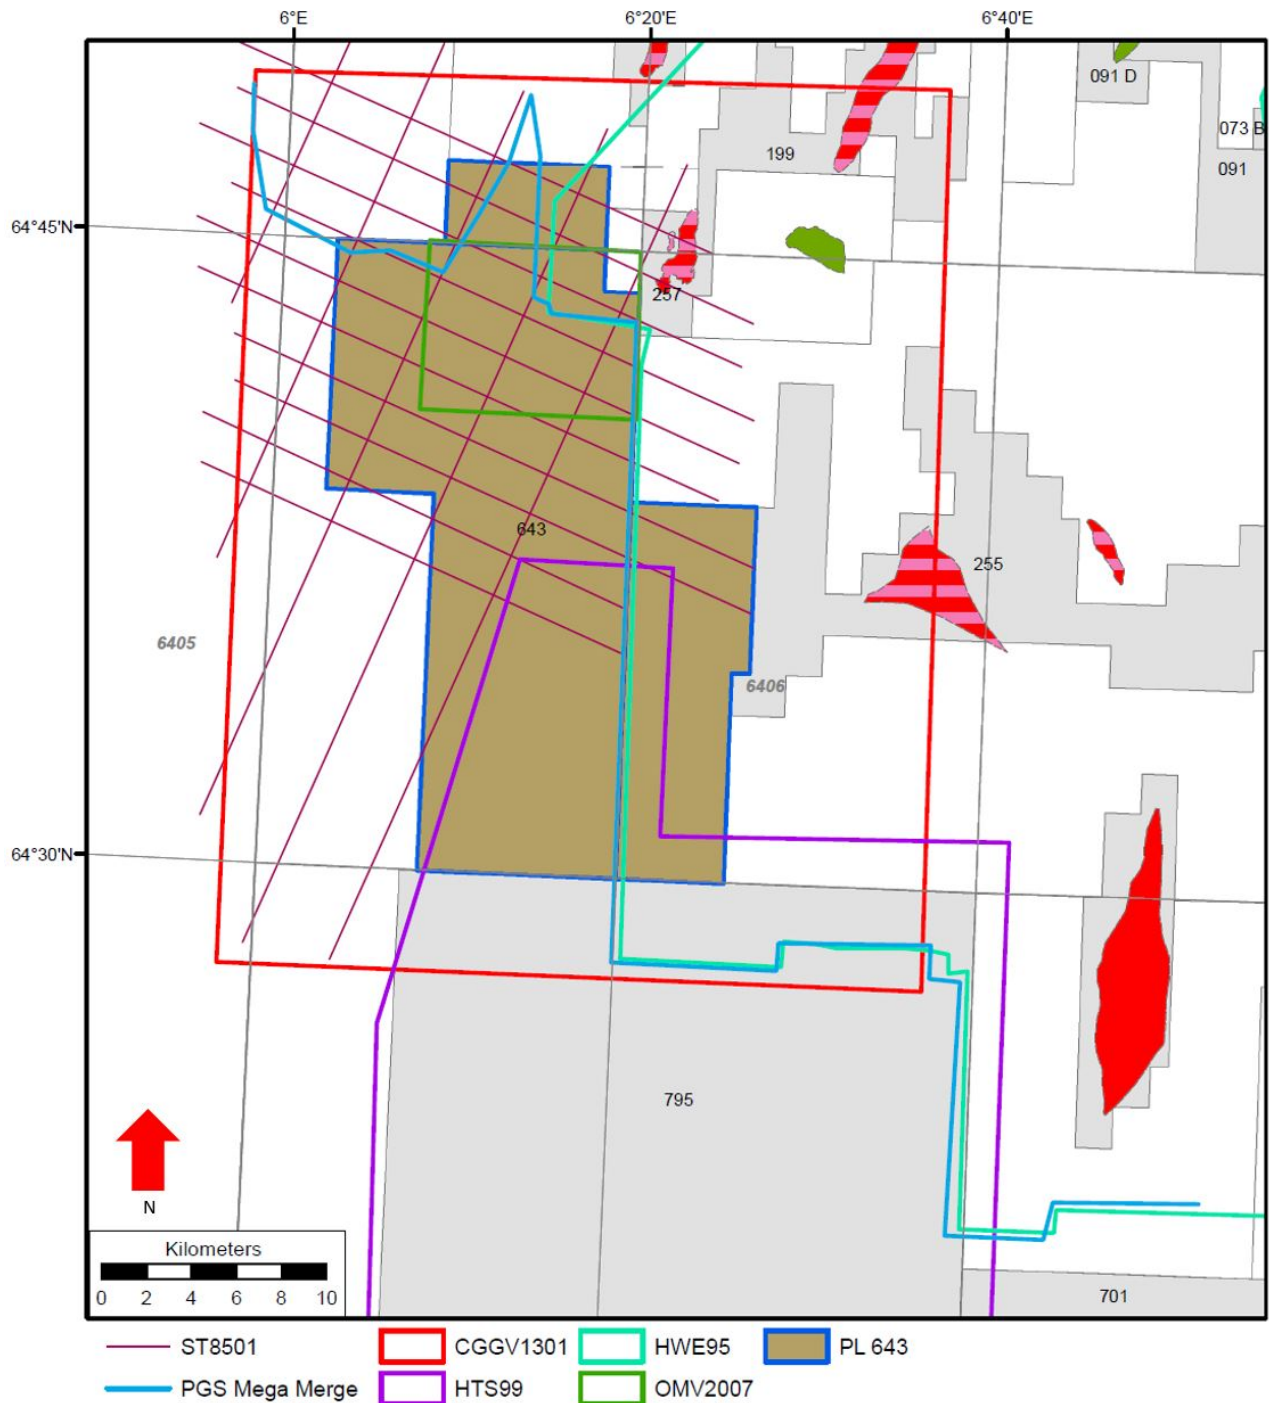 6°E 6°20'E 6°40'E
091 D
073 B
199
091
64°45'N
257
643
255
6405
6406
64°30'N
795
N
Kilometers
0 2 4 6 8 10
701
ST8501 CGGV1301 HWE95 PL 643
PGS Mega Merge HTS99 OMV2007